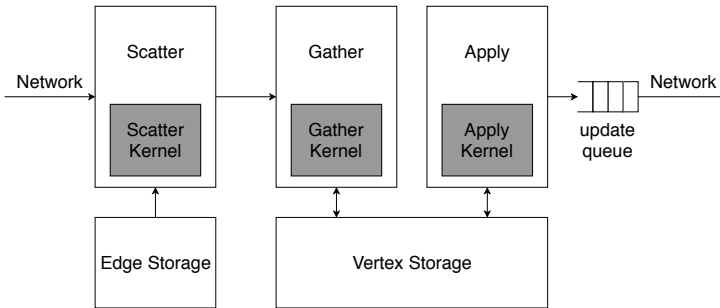 Scatter
Gather
Apply
Network
Network
Scatter
Kernel
Gather
Kernel
Apply
Kernel
update
queue
Edge Storage
Vertex Storage